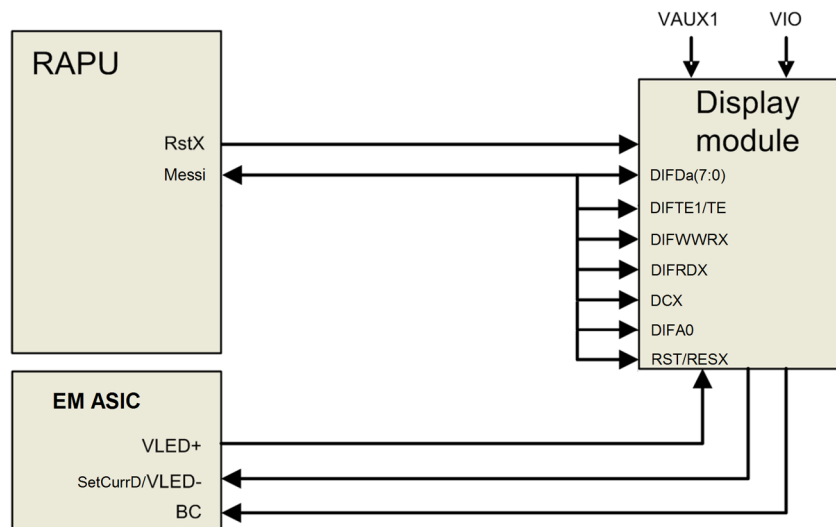 VAUX1 VIO
RAPU
Display
module
RstX
Messi
DIFDa(7:0)
DIFTE1/TE
DIFWWRX
DIFRDX
DCX
DIFA0
RST/RESX
EM ASIC
VLED+
SetCurrD/VLED-
BC